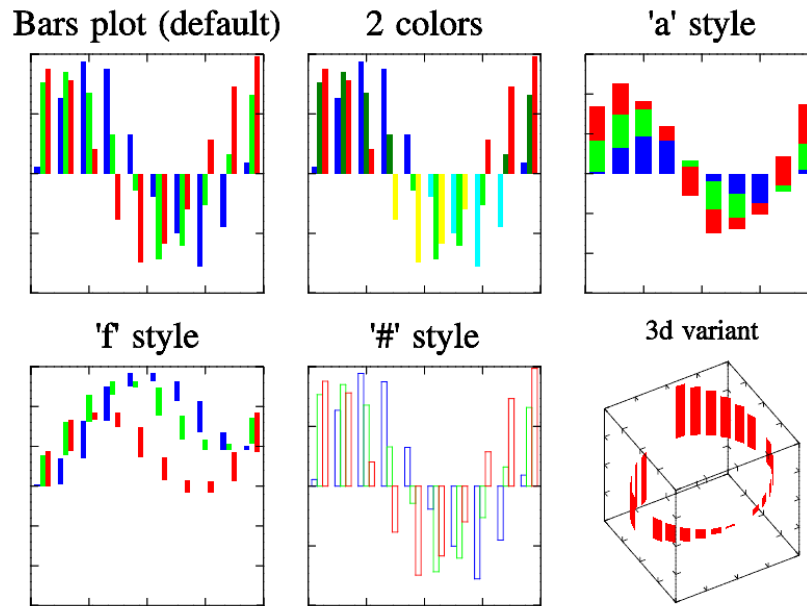 Bars plot (default)
2 colors
'a' style
'f' style
'#' style
3d variant